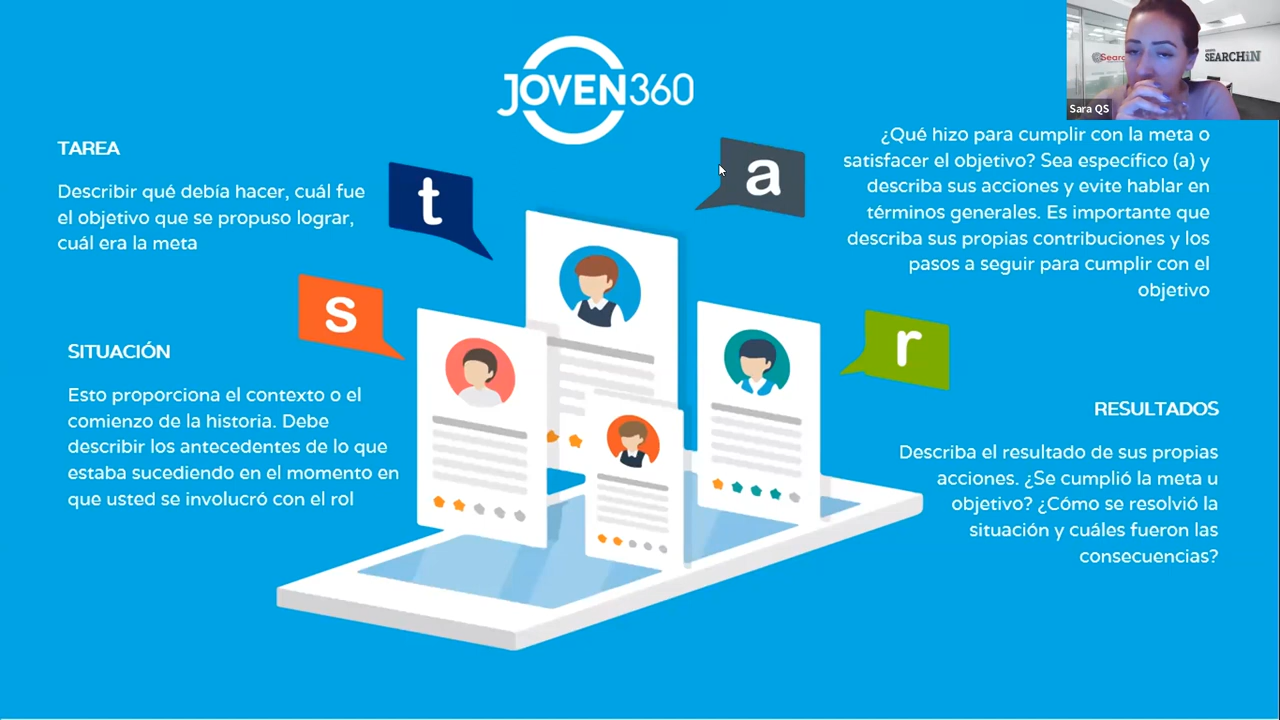 JOVEN360
TAREA
Describir qué debía hacer, cuál fue
el objetivo que se propuso lograr,
cuál era la meta
t
s
SITUACIÓN
Esto proporciona el contexto o el
comienzo de la historia. Debe
describir los antecedentes de lo que
estaba sucediendo en el momento en
que usted se involucró con el rol
a
¿Qué hizo para cumplir con la meta o
satisfacer el objetivo? Sea específico (a) y
describa sus acciones y evite hablar en
términos generales. Es importante que
describa sus propias contribuciones y los
pasos a seguir para cumplir con el
objetivo
r
RESULTADOS
Describa el resultado de sus propias
acciones. ¿Se cumplió la meta u
objetivo? ¿Cómo se resolvió la
situación y cuáles fueron las
consecuencias?
SEARCHIN
Sara QS